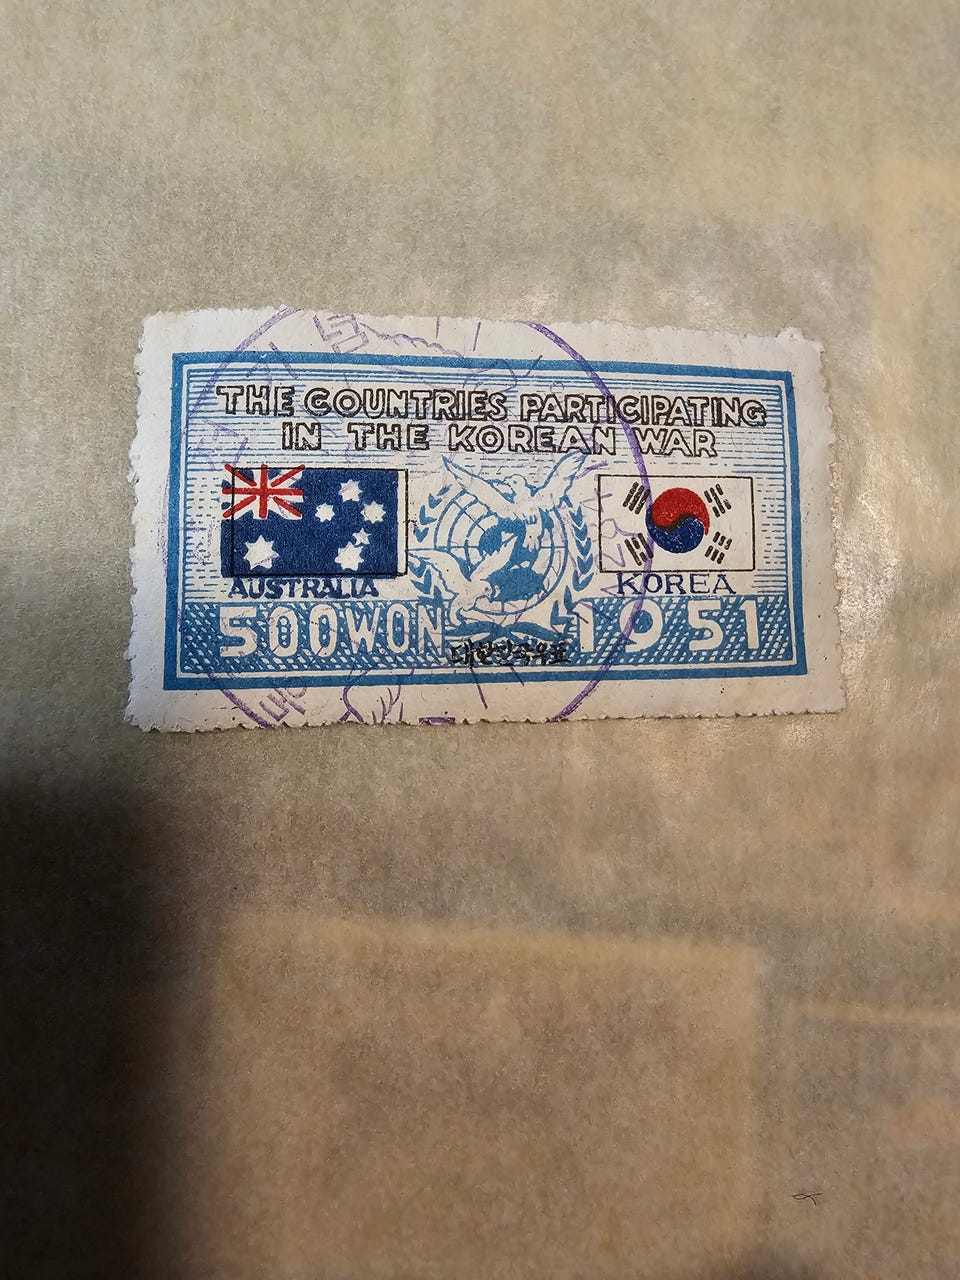 THE COUNTRIES PARTICIPATING
IN THE KOREAN WAR
AUSTRALIA
KOREA
500WON
1951
대한민국우표